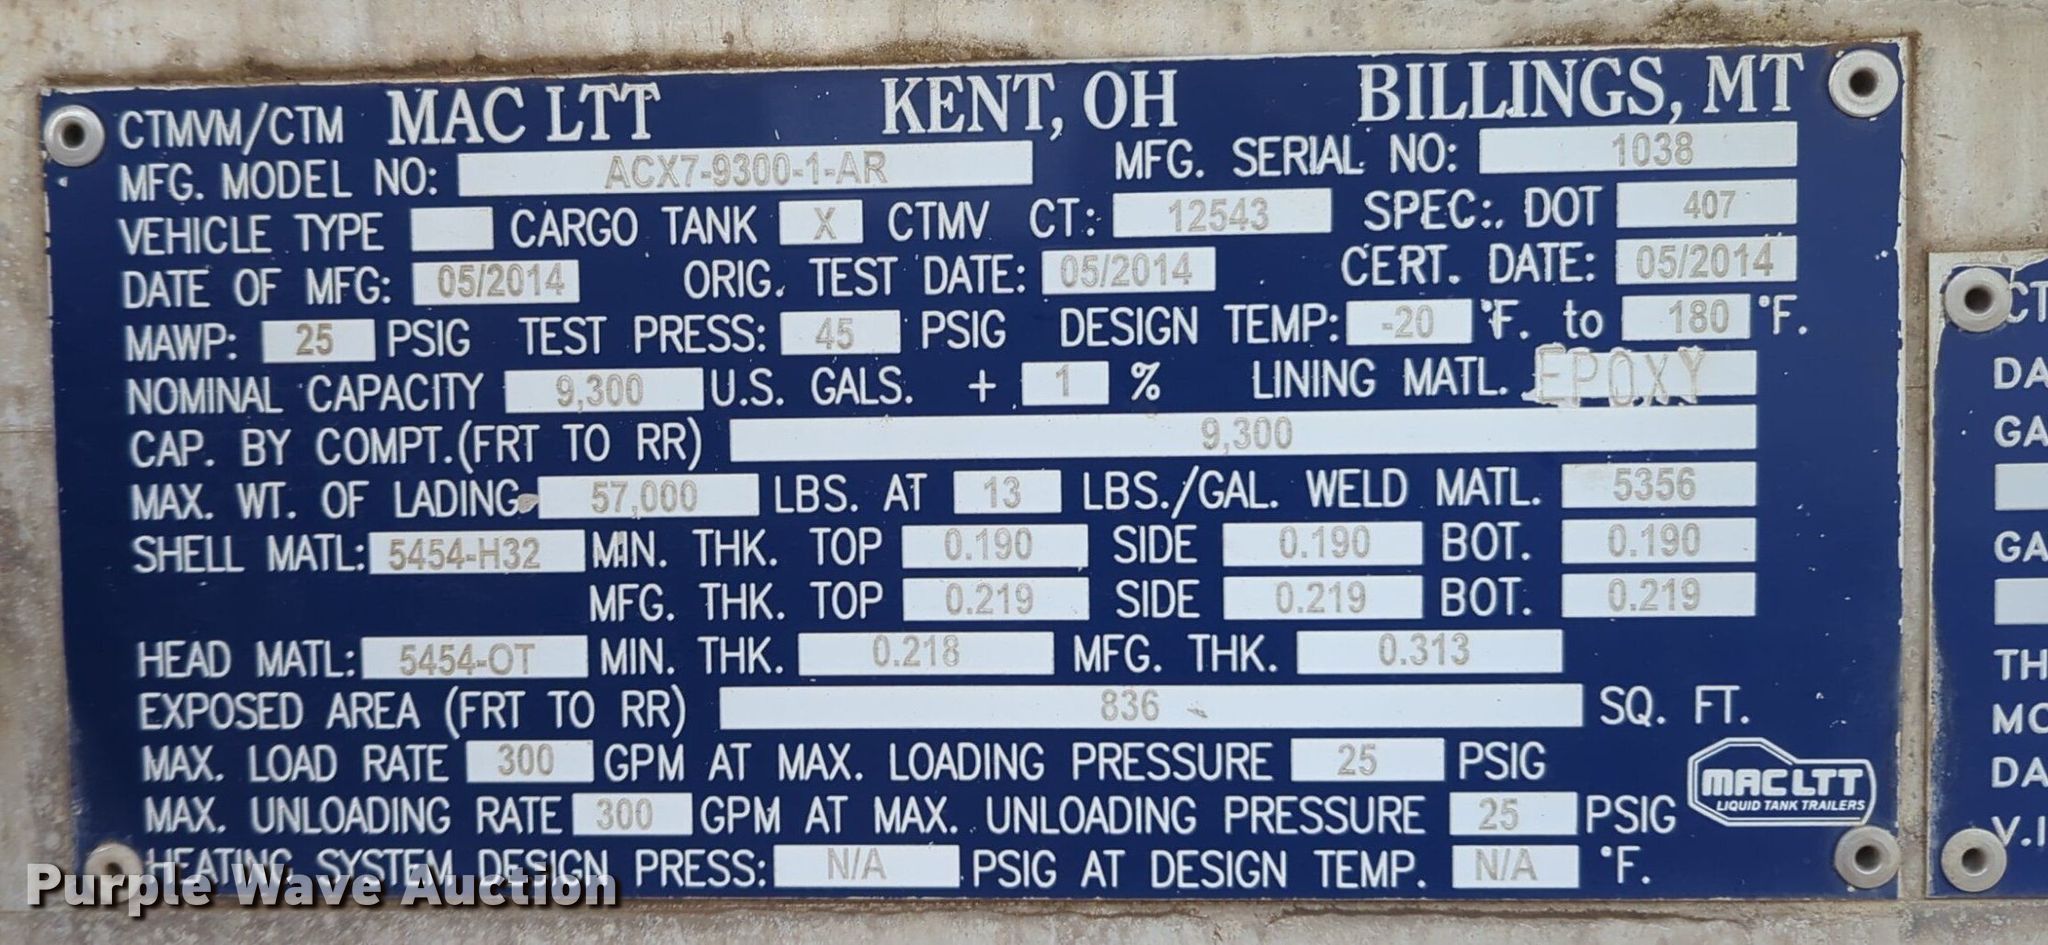 CTMVM/CTM MAC LTT KENT, OH BILLINGS, MT
MFG. MODEL NO: ACX7-9300-1-AR MFG. SERIAL NO: 1038
VEHICLE TYPE CARGO TANK X CTMV CT: 12543 SPEC:. DOT 407
DATE OF MFG: 05/2014 ORIG. TEST DATE: 05/2014 CERT. DATE: 05/2014
MAWP: 25 PSIG TEST PRESS: 45 PSIG DESIGN TEMP: -20 °F. to 180 °F.
NOMINAL CAPACITY 9,300 U.S. GALS. + 1 % LINING MATL. EPOXY
CAP. BY COMPT.(FRT TO RR) 9,300
MAX. WT. OF LADING 57,000 LBS. AT 13 LBS./GAL. WELD MATL. 5356
SHELL MATL: 5454-H32 MIN. THK. TOP 0.190 SIDE 0.190 BOT. 0.190
MFG. THK. TOP 0.219 SIDE 0.219 BOT. 0.219
HEAD MATL: 5454-OT MIN. THK. 0.218 MFG. THK. 0.313
EXPOSED AREA (FRT TO RR) 836 SQ. FT.
MAX. LOAD RATE 300 GPM AT MAX. LOADING PRESSURE 25 PSIG
MAX. UNLOADING RATE 300 GPM AT MAX. UNLOADING PRESSURE 25 PSIG
HEATING SYSTEM DESIGN PRESS: N/A PSIG AT DESIGN TEMP. N/A °F.
MAC LTT
LIQUID TANK TRAILERS
CT
DA
GA
GA
TH
MO
DA
V.I
Purple Wave Auction